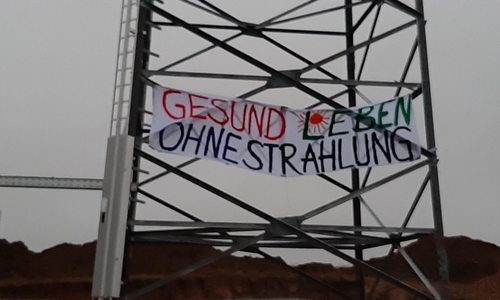 GESUND LEBEN
OHNE STRAHLUNG